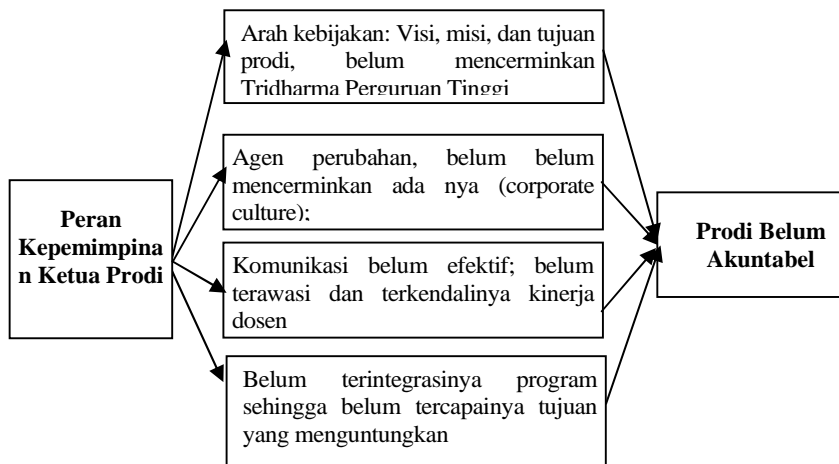 Arah kebijakan: Visi, misi, dan tujuan
prodi, belum mencerminkan
Tridharma Perguruan Tinggi
Agen perubahan, belum belum
mencerminkan ada nya (corporate
culture);
Peran
Kepemimpina
n Ketua Prodi
Prodi Belum
Akuntabel
Komunikasi belum efektif; belum
terawasi dan terkendalinya kinerja
dosen
Belum terintegrasinya program
sehingga belum tercapainya tujuan
yang menguntungkan